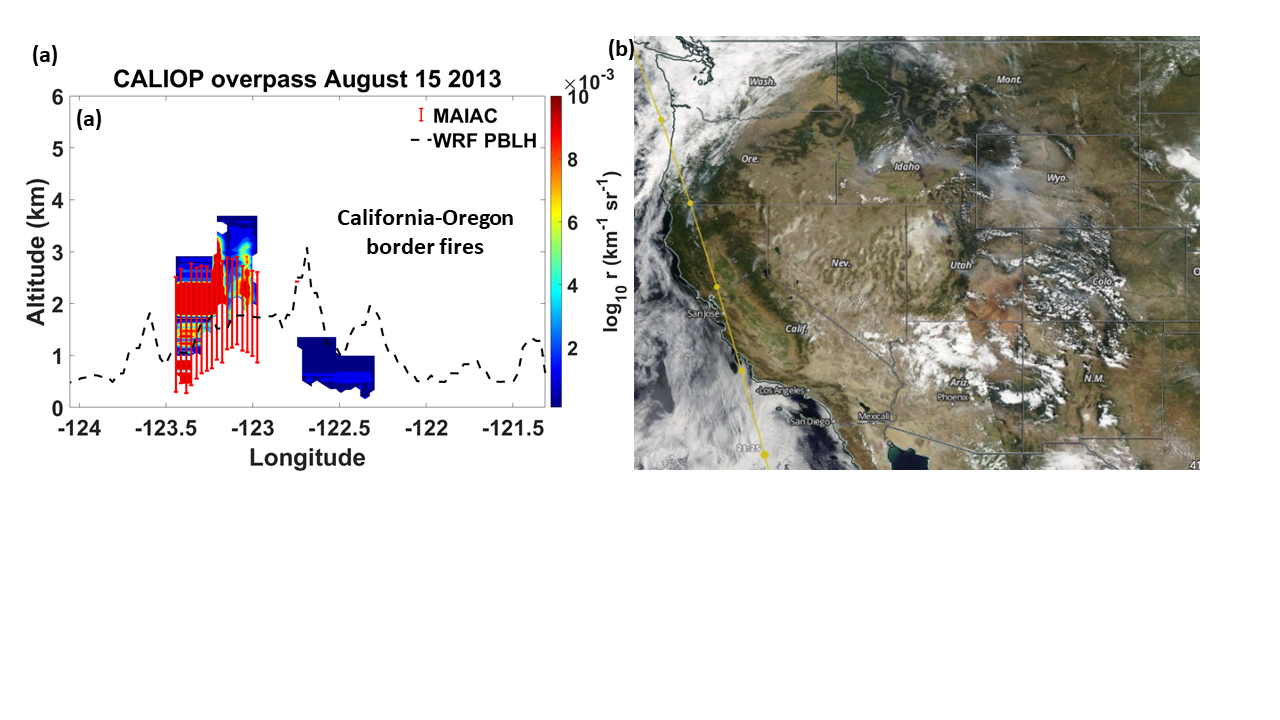 (a)
CALIOP overpass August 15 2013
(a)
MAIAC
WRF PBLH
California-Oregon
border fires
6
5
4
3
2
1
0
Altitude (km)
-124
-123.5
-123
-122.5
-122
-121.5
Longitude
×10-3
10
8
6
4
2
log10 r (km-1 sr-1)
(b)
Wash.
Mont.
Ore.
Idaho
Wyo.
Nev.
Utah
Colo.
San Jose
Calif.
Los Angeles
Ariz.
Phoenix
N.M.
San Diego
Mexicali
21:25
O
41